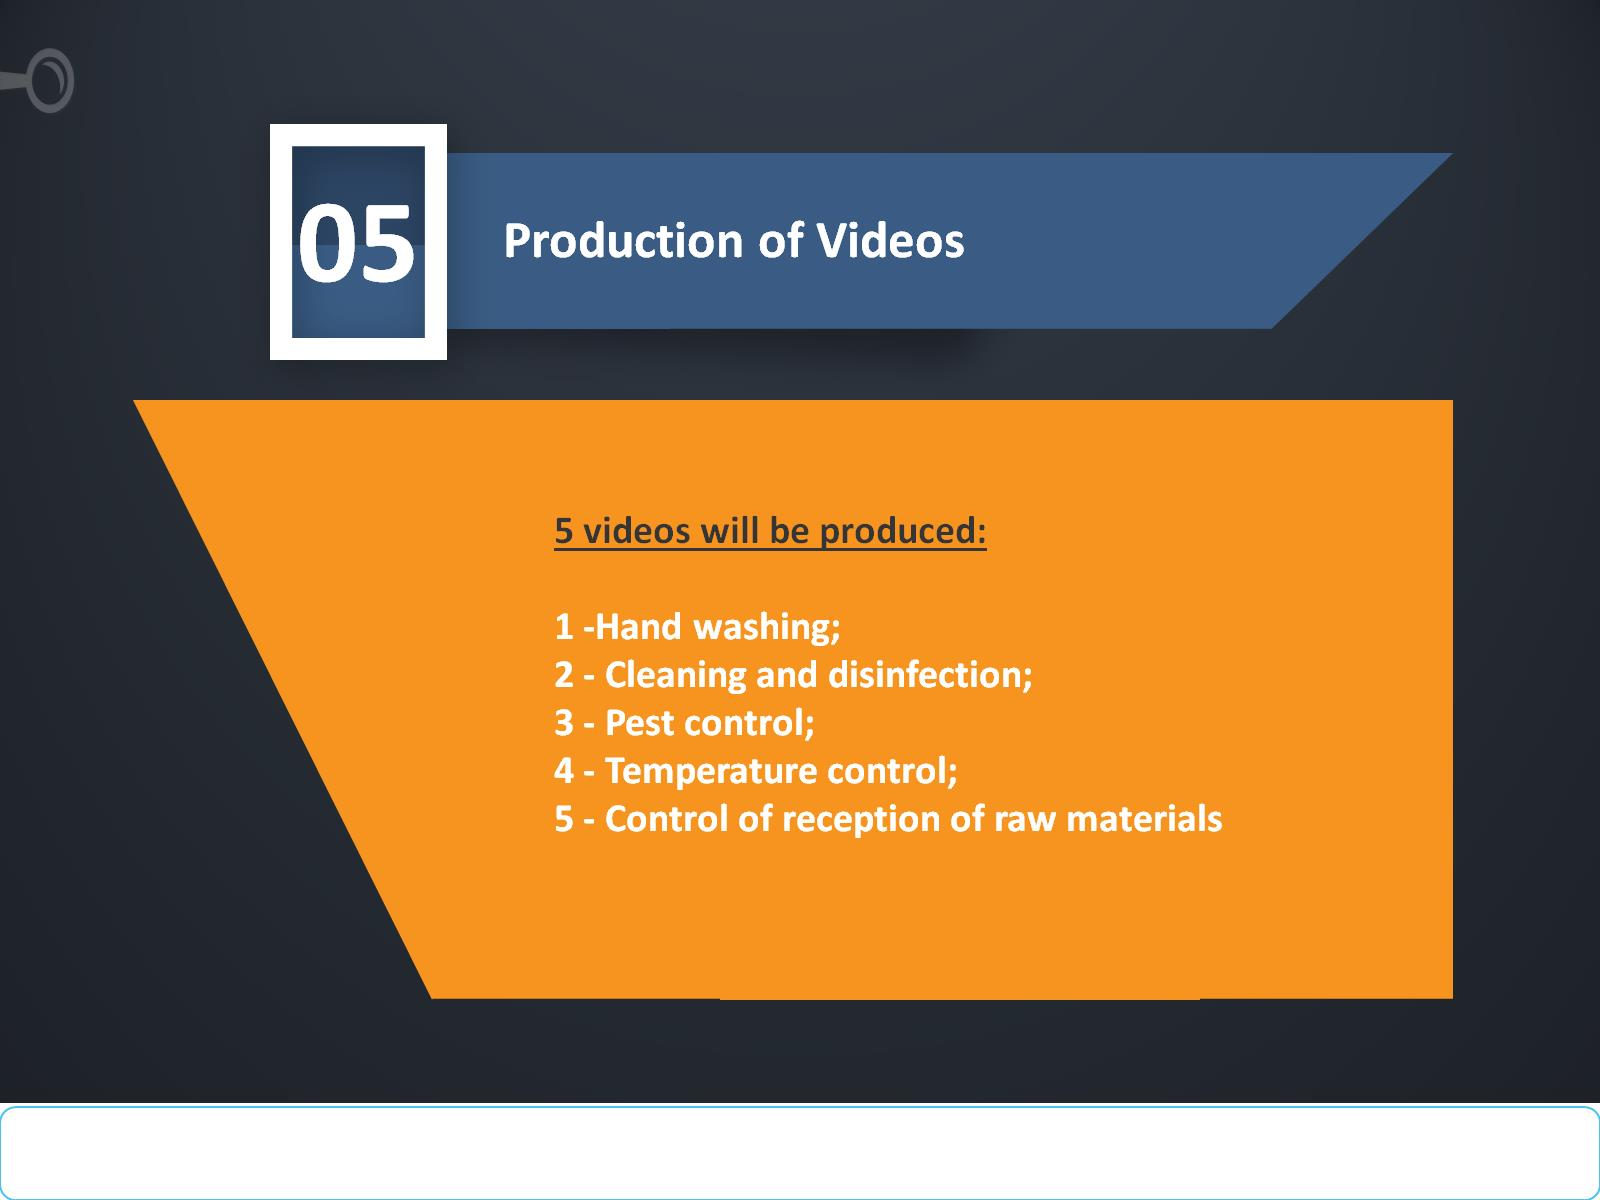 05
Production of Videos
5 videos will be produced:
1 -Hand washing;
2 - Cleaning and disinfection;
3 - Pest control;
4 - Temperature control;
5 - Control of reception of raw materials